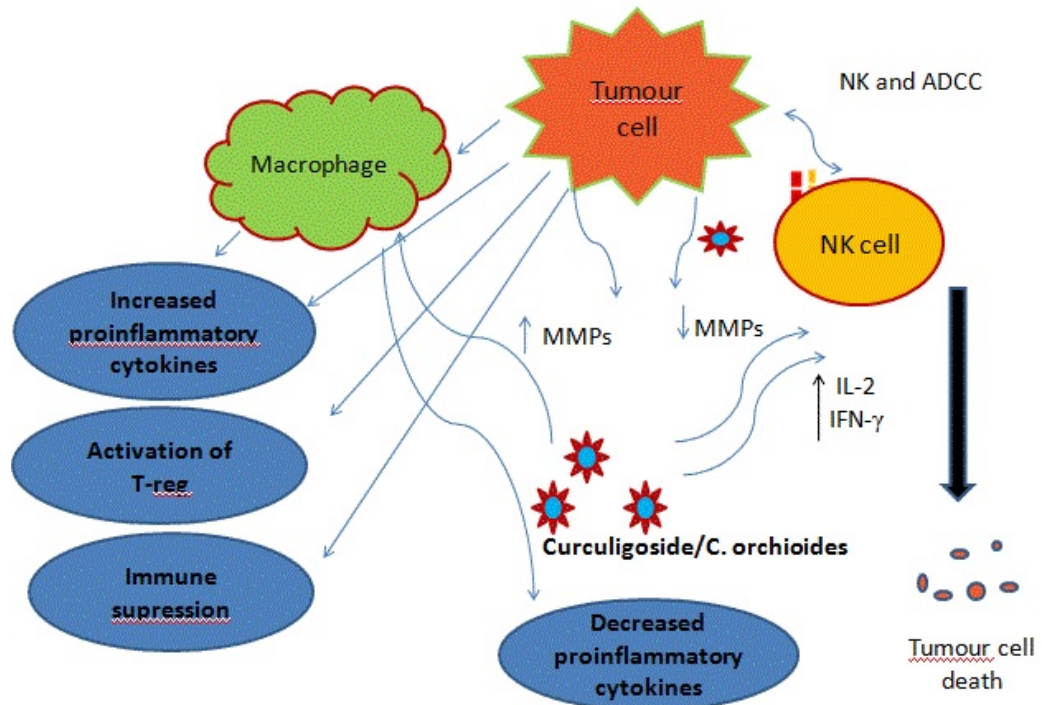 Tumour
cell
NK and ADCC
Macrophage
NK cell
Increased
proinflammatory
cytokines
↑ MMPs
↓ MMPs
↑ IL-2
IFN-γ
Activation of
T-reg
Curculigoside/C. orchioides
Immune
supression
Decreased
proinflammatory
cytokines
Tumour cell
death